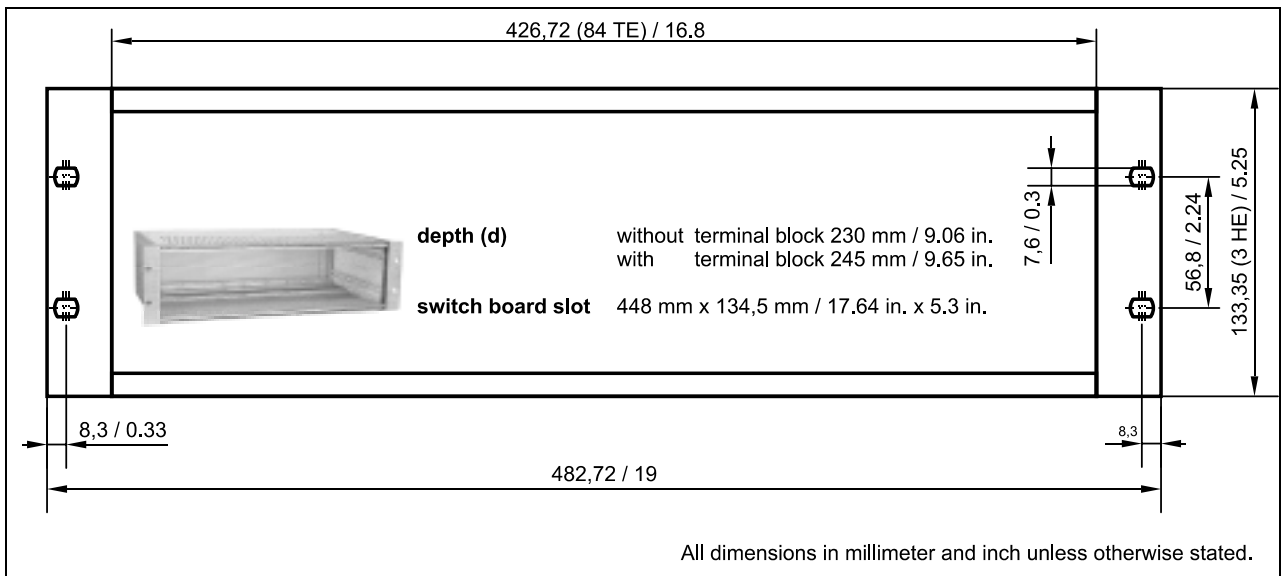 426,72 (84 TE) / 16.8
7,6 / 0.3
56,8 / 2.24
133,35 (3 HE) / 5.25
depth (d) without terminal block 230 mm / 9.06 in.
with terminal block 245 mm / 9.65 in.
switch board slot 448 mm x 134,5 mm / 17.64 in. x 5.3 in.
8,3 / 0.33
8,3
482,72 / 19
All dimensions in millimeter and inch unless otherwise stated.